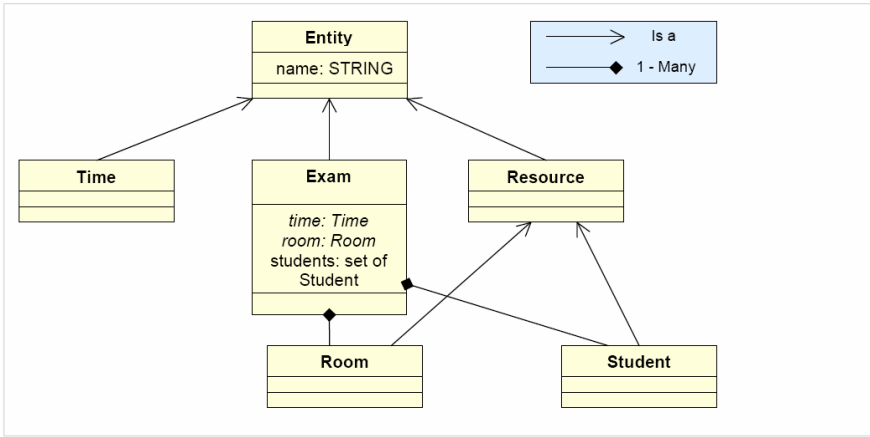 Entity
name: STRING
Is a
1 - Many
Time
Exam
time: Time
room: Room
students: set of
Student
Resource
Room
Student